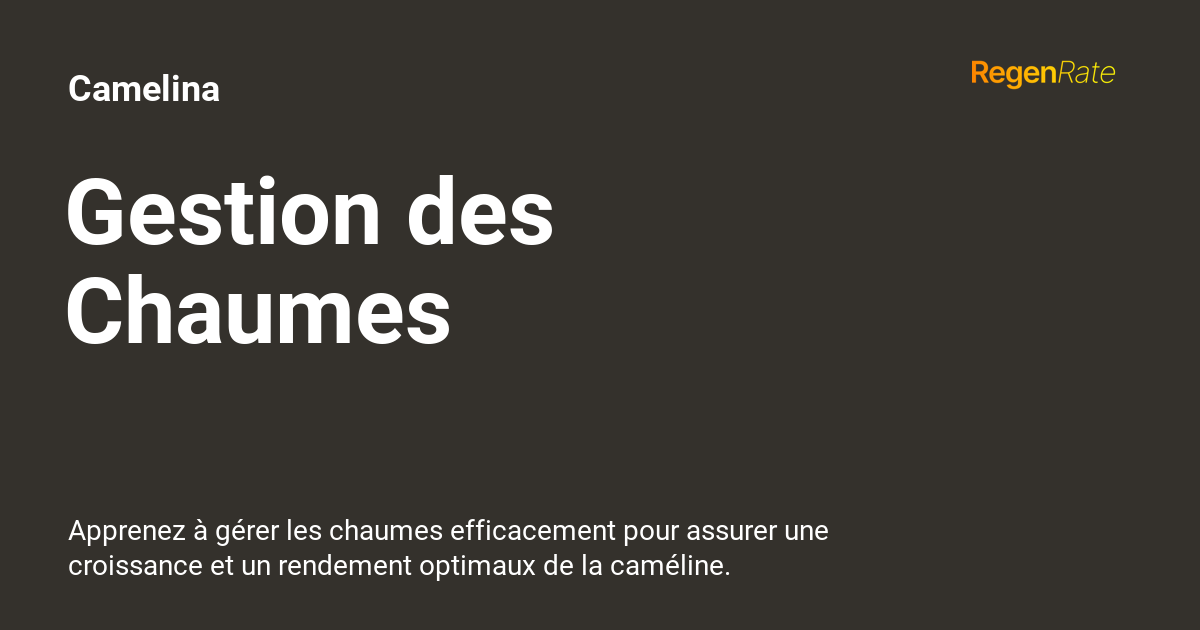 Camelina
RegenRate
Gestion des
Chaumes
Apprenez à gérer les chaumes efficacement pour assurer une
croissance et un rendement optimaux de la caméline.